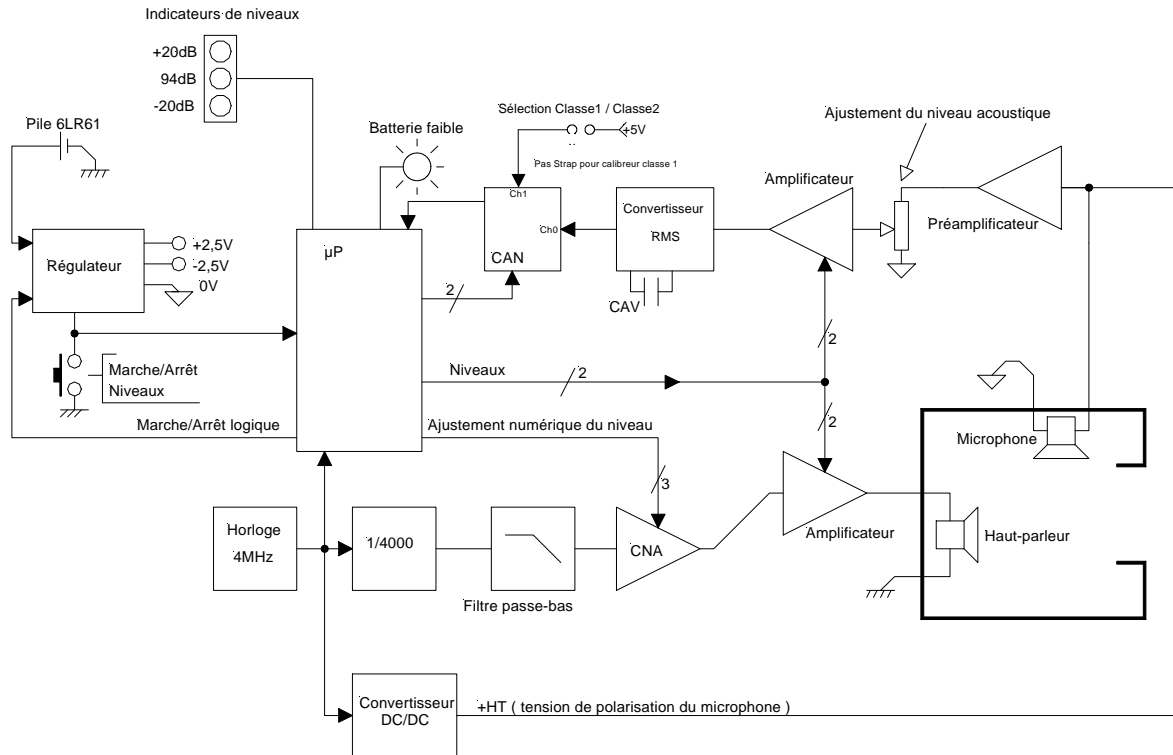 Indicateurs de niveaux
+20dB
94dB
-20dB
Pile 6LR61
Batterie faible
Sélection Classe1 / Classe2
+5V
Pas Strap pour calibreur classe 1
Ajustement du niveau acoustique
Amplificateur
Préamplificateur
Régulateur
+2,5V
-2,5V
0V
µP
Ch1
Ch0
CAN
Convertisseur
RMS
CAV
2
2
Marche/Arrêt
Niveaux
Niveaux
2
2
Marche/Arrêt logique
Ajustement numérique du niveau
3
Microphone
Horloge
4MHz
1/4000
Filtre passe-bas
CNA
Amplificateur
Haut-parleur
Convertisseur
DC/DC
+HT ( tension de polarisation du microphone )